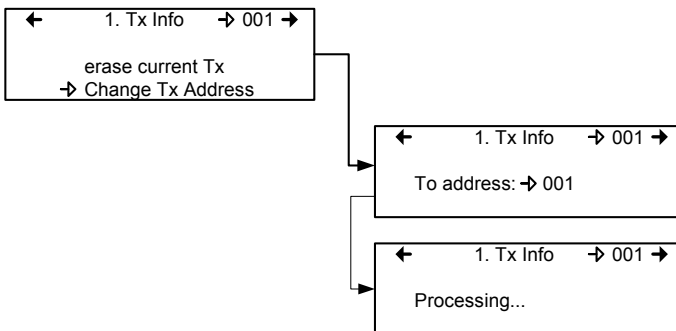 1. Tx Info 001
erase current Tx
Change Tx Address
1. Tx Info 001
To address: 001
1. Tx Info 001
Processing...